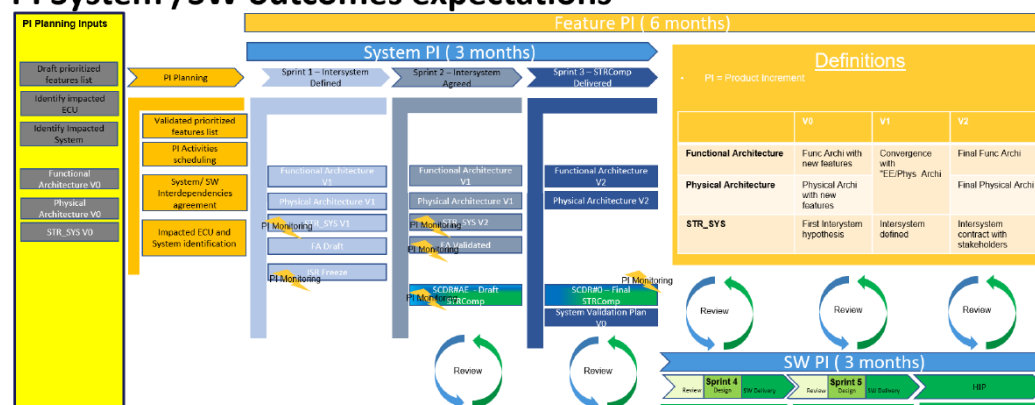 PI System /SW outcomes expectations
PI Planning Inputs
Draft prioritized
features list
Identify impacted
ECU
Identify Impacted
System
Functional
Architecture V0
Physical
Architecture V0
STR_SYS V0
Feature PI ( 6 months)
System PI ( 3 months)
PI Planning
Validated prioritized
features list
PI Activities
scheduling
System/ SW
Interdependencies
agreement
Impacted ECU and
System identification
Sprint 1 – Intersystem
Defined
Functional Architecture
V1
Physical Architecture V1
STR_SYS V1
PI Monitoring
FA Draft
ISR Freeze
PI Monitoring
Sprint 2 – Intersystem
Agreed
Functional Architecture
V1
Physical Architecture V1
STR_SYS V2
PI Monitoring
FA Validated
PI Monitoring
SCDR#AE - Draft
STRComp
PI Monitoring
Review
Sprint 3 – STRComp
Delivered
Functional Architecture
V2
Physical Architecture V2
PI Monitoring
SCDR#0 – Final
STRComp
System Validation Plan
V0
Review
Definitions
- PI = Product Increment
V0 V1 V2
Functional Architecture
Func Archi with
new features
Convergence
with
"EE/Phys Archi
Final Func Archi
Physical Architecture
Physical Archi
with new
features
Final Physical Archi
STR_SYS
First Interystem
hypothesis
Intersystem
defined
Intersystem
contract with
stakeholders
Review
Review
Review
SW PI ( 3 months)
Review
Sprint 4
Design
SW Delivery
Review
Sprint 5
Design
SW Delivery
HIP